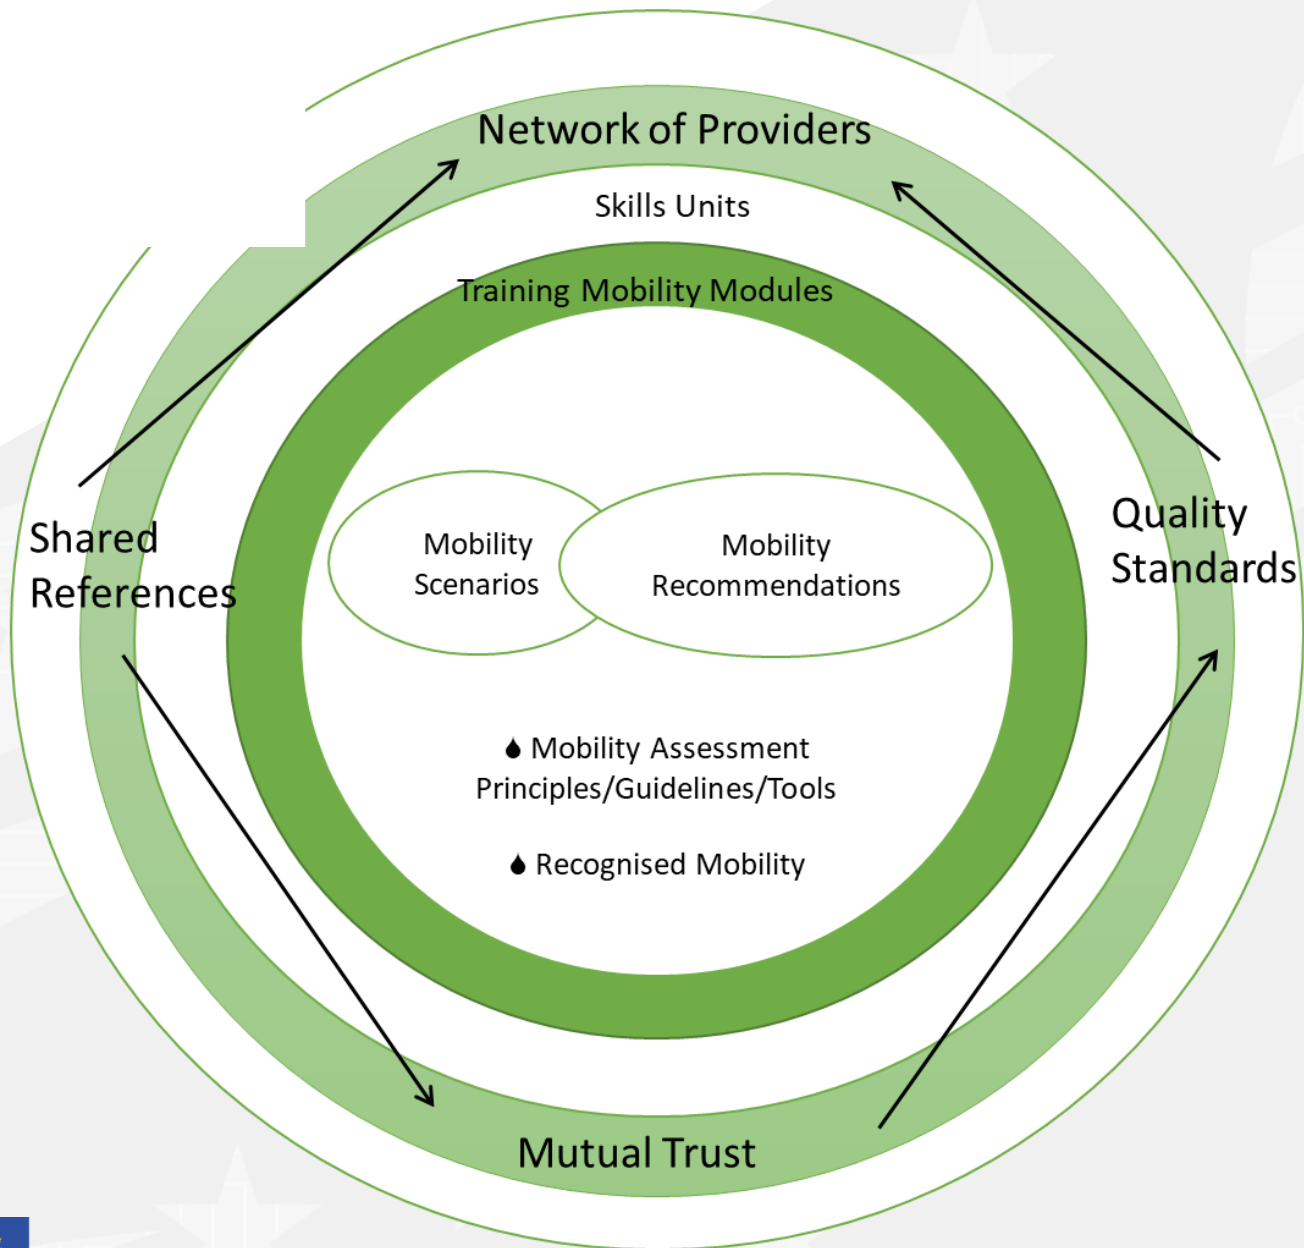 Network of Providers
Skills Units
Training Mobility Modules
Shared
References
Quality
Standards
Mobility
Scenarios
Mobility
Recommendations
Mobility Assessment
Principles/Guidelines/Tools
Recognised Mobility
Mutual Trust